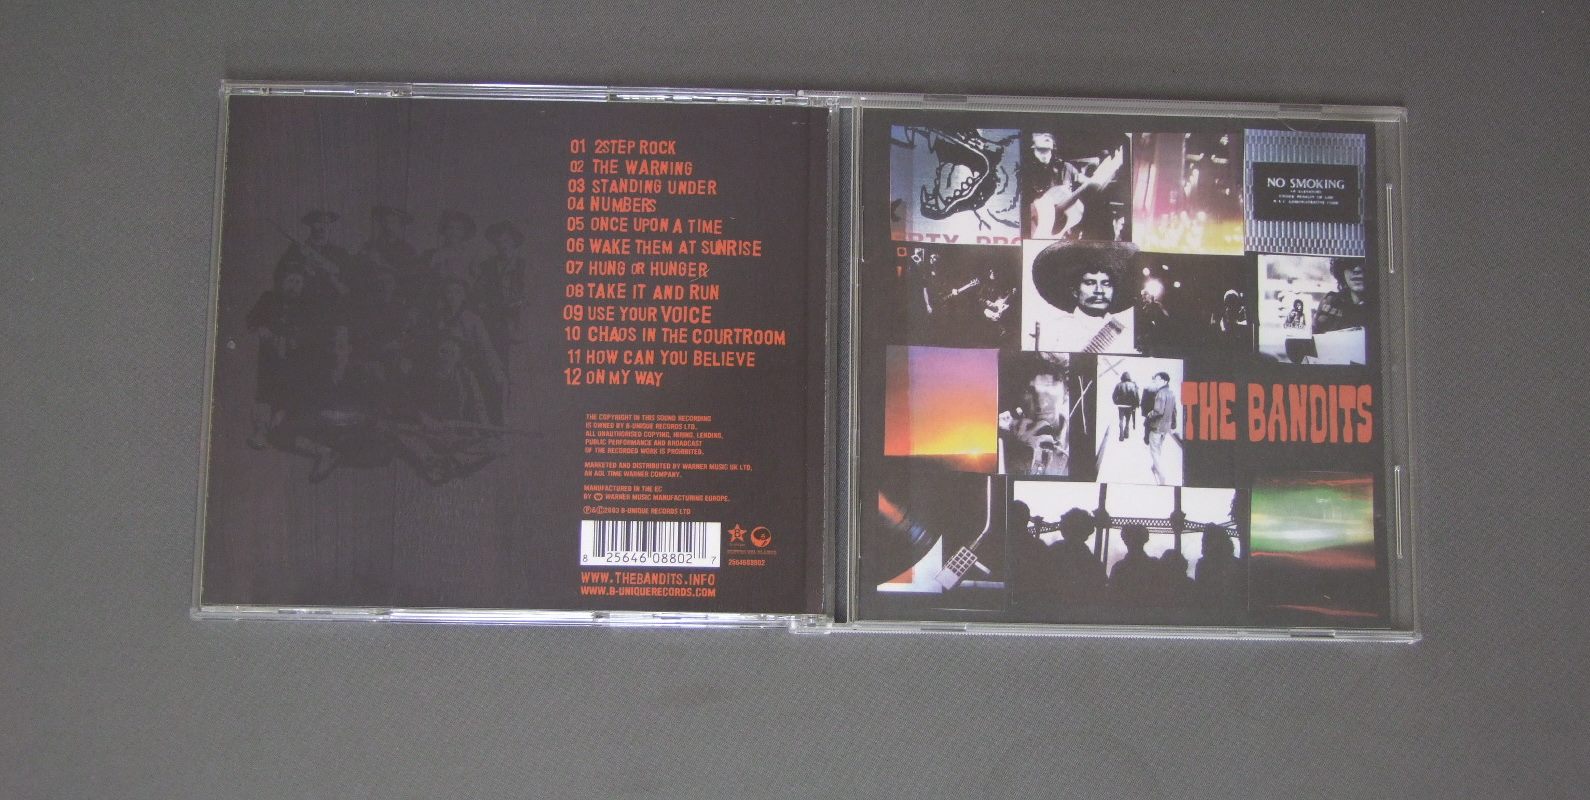 01 2STEP ROCK
02 THE WARNING
03 STANDING UNDER
04 NUMBERS
05 ONCE UPON A TIME
06 WAKE THEM AT SUNRISE
07 HUNG OR HUNGER
08 TAKE IT AND RUN
09 USE YOUR VOICE
10 CHAOS IN THE COURTROOM
11 HOW CAN YOU BELIEVE
12 ON MY WAY
THE COPYRIGHT IN THIS SOUND RECORDING
IS OWNED BY B-UNIQUE RECORDS LTD.
ALL UNAUTHORISED COPYING, HIRING, LENDING,
PUBLIC PERFORMANCE AND BROADCAST
OF THE RECORDED WORK IS PROHIBITED.
MARKETED AND DISTRIBUTED BY WARNER MUSIC UK LTD,
AN AOL TIME WARNER COMPANY.
MANUFACTURED IN THE EC
BY WARNER MUSIC MANUFACTURING EUROPE.
℗&©2003 B-UNIQUE RECORDS LTD
8 25646 08802 7
B
2564608802
WWW.THEBANDITS.INFO
WWW.B-UNIQUERECORDS.COM
NO SMOKING
THE BANDITS